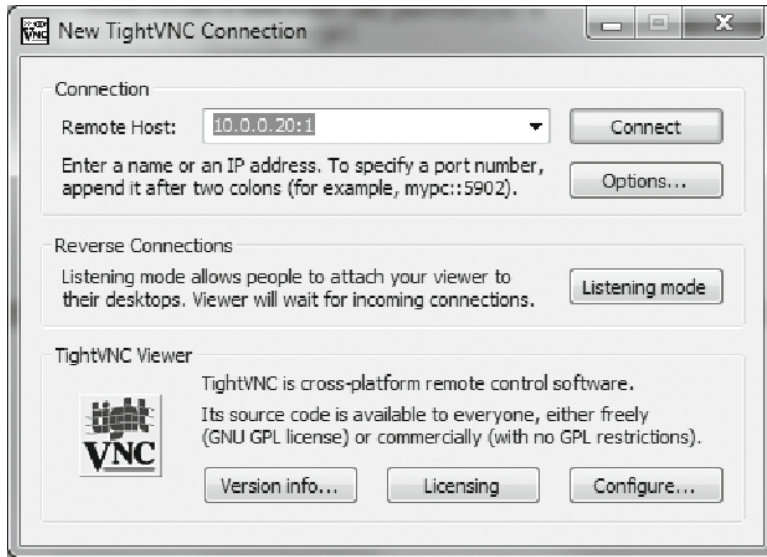 New TightVNC Connection
Connection
Remote Host:
10.0.0.20:1
Connect
Enter a name or an IP address. To specify a port number,
append it after two colons (for example, mypc::5902).
Options...
Reverse Connections
Listening mode allows people to attach your viewer to
their desktops. Viewer will wait for incoming connections.
Listening mode
TightVNC Viewer
tight
VNC
TightVNC is cross-platform remote control software.
Its source code is available to everyone, either freely
(GNU GPL license) or commercially (with no GPL restrictions).
Version info...
Licensing
Configure...